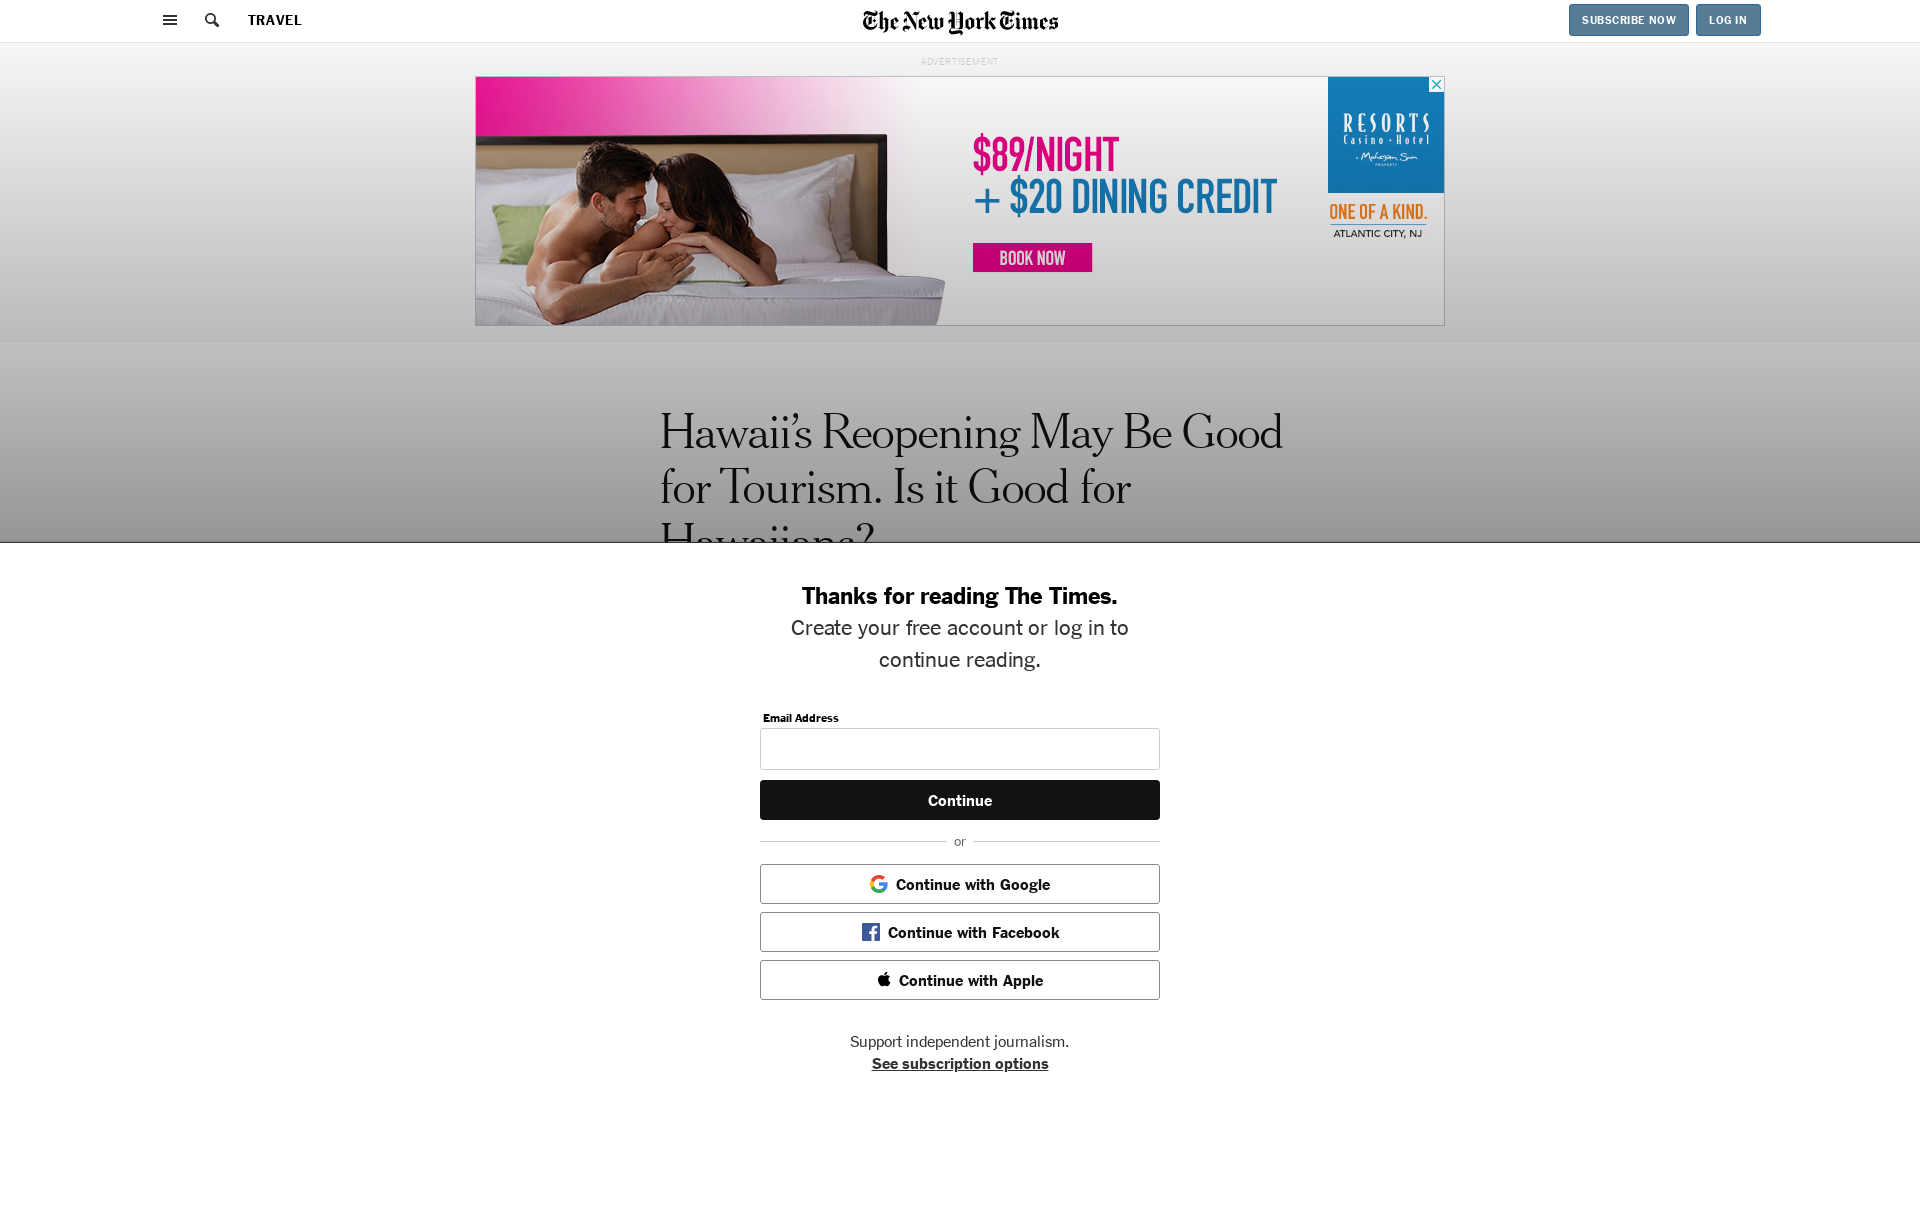 TRAVEL
The New York Times
SUBSCRIBE NOW
LOG IN
ADVERTISEMENT
$89/NIGHT
+ $20 DINING CREDIT
BOOK NOW
RESORTS
Casino • Hotel
a Mohegan Sun
PROPERTY
ONE OF A KIND.
ATLANTIC CITY, NJ
Hawaii’s Reopening May Be Good
for Tourism. Is it Good for
Hawaiians?
Thanks for reading The Times.
Create your free account or log in to
continue reading.
Email Address
Continue
or
Continue with Google
Continue with Facebook
Continue with Apple
Support independent journalism.
See subscription options